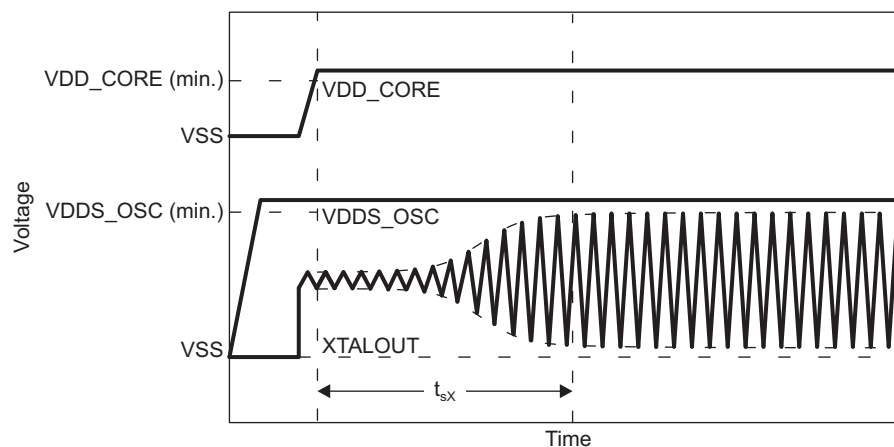 VDD_CORE (min.)
VDD_CORE
VSS
Voltage
VDDS_OSC (min.)
VDDS_OSC
VSS
XTALOUT
tsX
Time